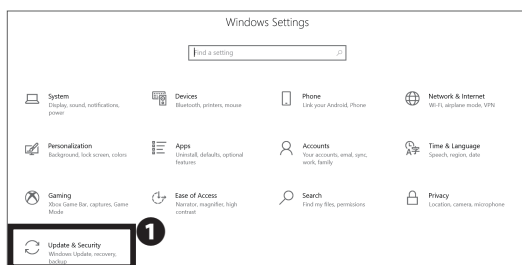 Windows Settings
Find a setting
System
Display, sound, notifications,
power
Devices
Bluetooth, printers, mouse
Phone
Link your Android, Phone
Network & Internet
Wi-Fi, airplane mode, VPN
Personalization
Background, lock screen, colors
Apps
Uninstall, defaults, optional
features
Accounts
Your accounts, email, sync,
work, family
Time & Language
Speech, region, date
Gaming
Xbox Game Bar, captures, Game
Mode
Ease of Access
Narrator, magnifier, high
contrast
Search
Find my files, permissions
Privacy
Location, camera, microphone
1
Update & Security
Windows Update, recovery,
backup